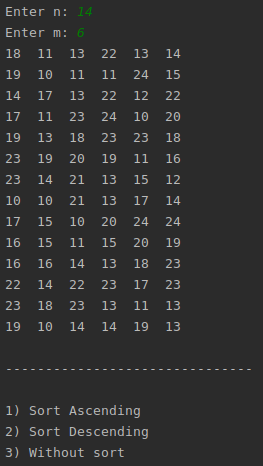 Enter n: 14
Enter m: 6
18 11 13 22 13 14
19 10 11 11 24 15
14 17 13 22 12 22
17 11 23 24 10 20
19 13 18 23 23 18
23 19 20 19 11 16
23 14 21 13 15 12
10 10 21 13 17 14
17 15 10 20 24 24
16 15 11 15 20 19
16 16 14 13 18 23
22 14 22 23 17 23
23 18 23 13 11 13
19 10 14 14 19 13
-------------------------------
1) Sort Ascending
2) Sort Descending
3) Without sort